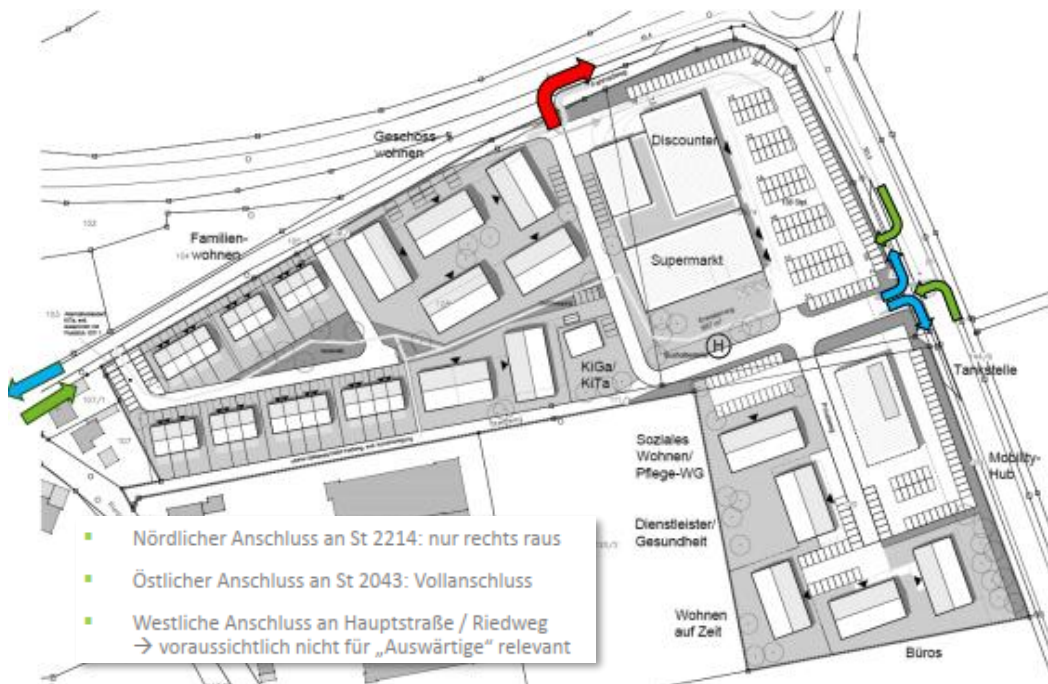 Geschoss-
wohnen
Discounter
Familien-
wohnen
Supermarkt
H
KiGa/
KiTa
Tankstelle
Soziales
Wohnen/
Pflege-WG
Mobility-
Hub
Dienstleister/
Gesundheit
Wohnen
auf Zeit
Büros
Nördlicher Anschluss an St 2214: nur rechts raus
Östlicher Anschluss an St 2043: Vollanschluss
Westliche Anschluss an Hauptstraße / Riedweg
→ voraussichtlich nicht für „Auswärtige“ relevant